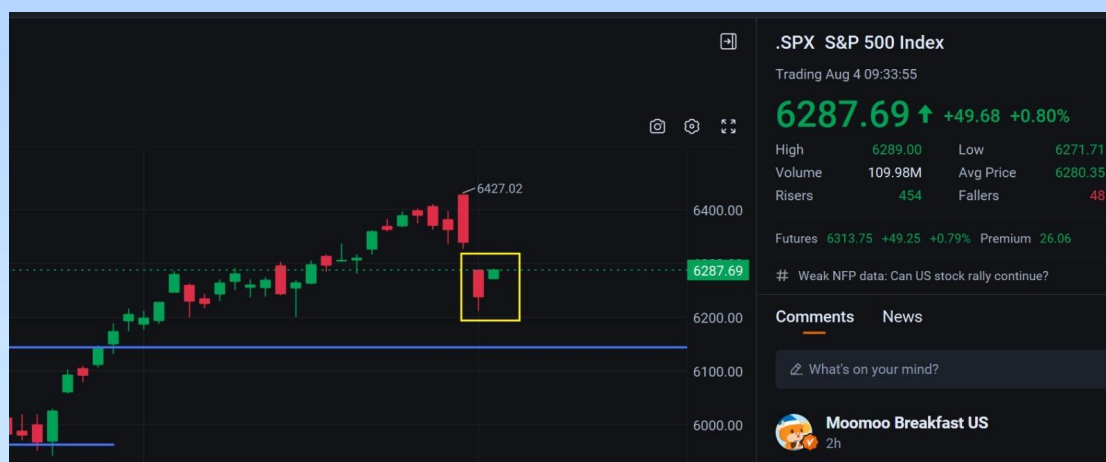 .SPX S&P 500 Index
Trading Aug 4 09:33:55
6287.69 +49.68 +0.80%
High 6289.00 Low 6271.71
Volume 109.98M Avg Price 6280.35
Risers 454 Fallers 48
Futures 6313.75 +49.25 +0.79% Premium 26.06
# Weak NFP data: Can US stock rally continue?
Comments News
What's on your mind?
Moomoo Breakfast US
2h
6427.02
6400.00
6287.69
6200.00
6100.00
6000.00